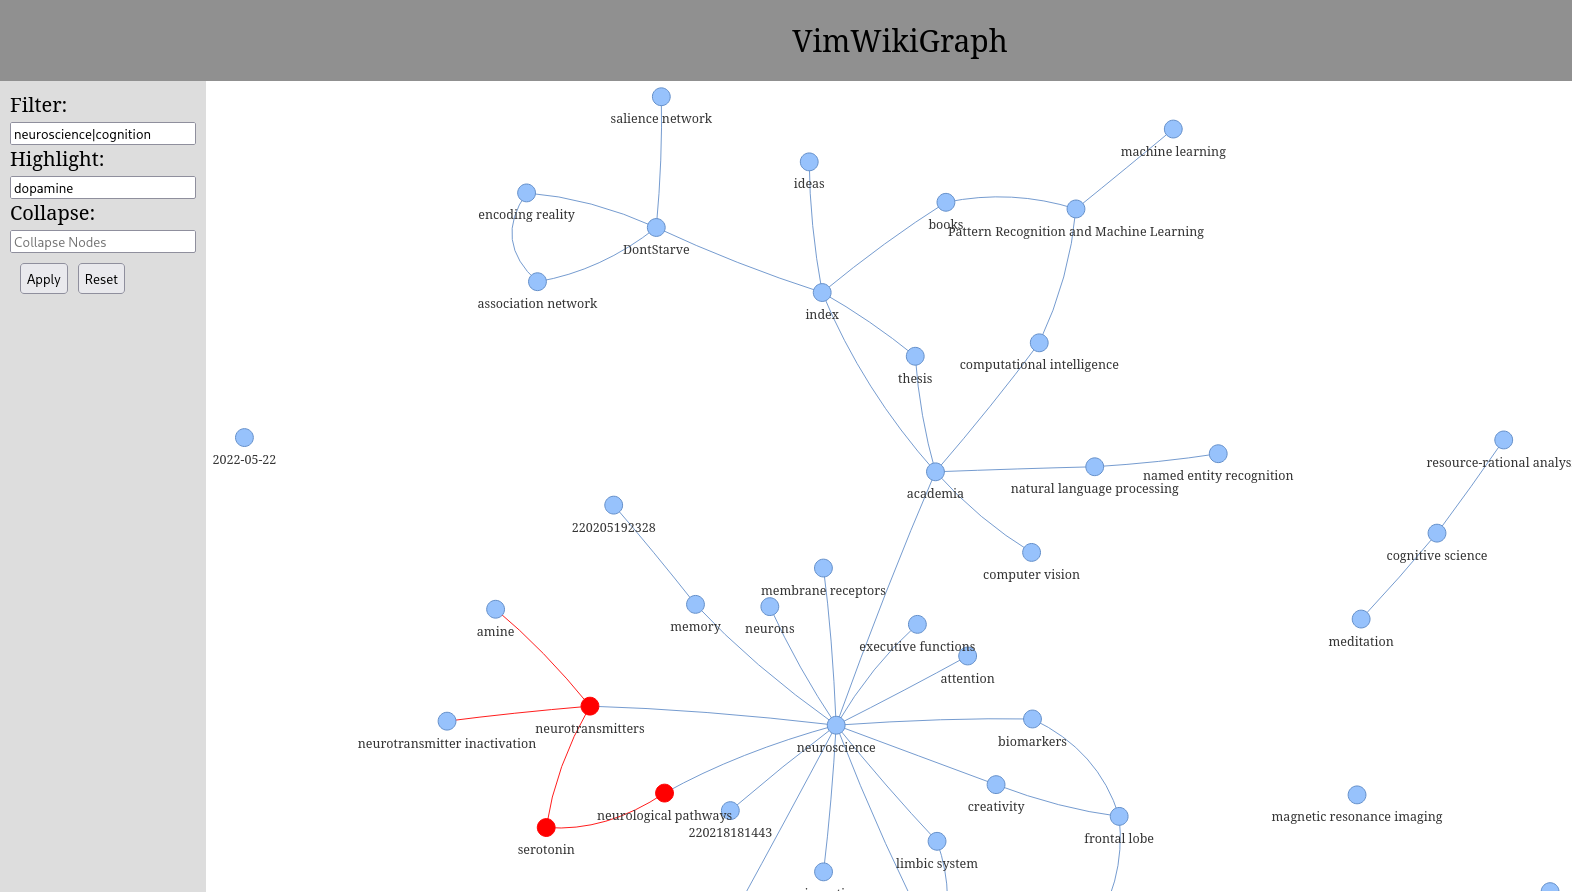 VimWikiGraph
Filter:
neuroscience|cognition
Highlight:
dopamine
Collapse:
Collapse Nodes
Apply
Reset
salience network
machine learning
ideas
encoding reality
books
Pattern Recognition and Machine Learning
DontStarve
association network
index
computational intelligence
thesis
2022-05-22
resource-rational analys
named entity recognition
natural language processing
academia
220205192328
cognitive science
computer vision
membrane receptors
memory
neurons
amine
meditation
executive functions
attention
neurotransmitters
neurotransmitter inactivation
neuroscience
biomarkers
creativity
neurological pathways
220218181443
magnetic resonance imaging
frontal lobe
serotonin
limbic system